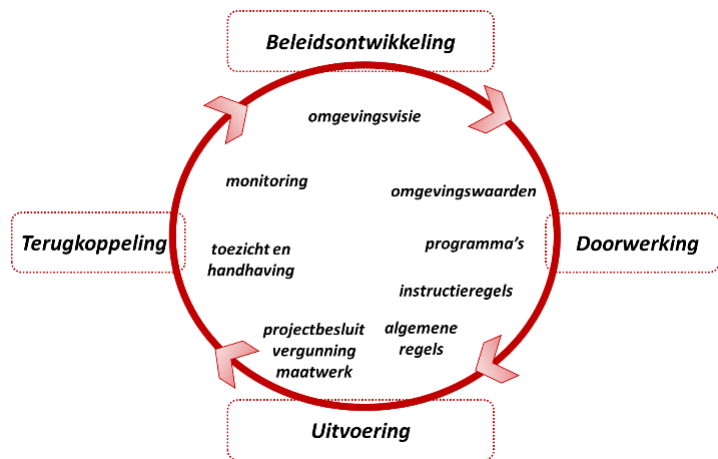 Beleidsontwikkeling
omgevingsvisie
monitoring
omgevingswaarden
Terugkoppeling
toezicht en
handhaving
programma's
Doorwerking
instructieregels
projectbesluit
vergunning
maatwerk
algemene
regels
Uitvoering